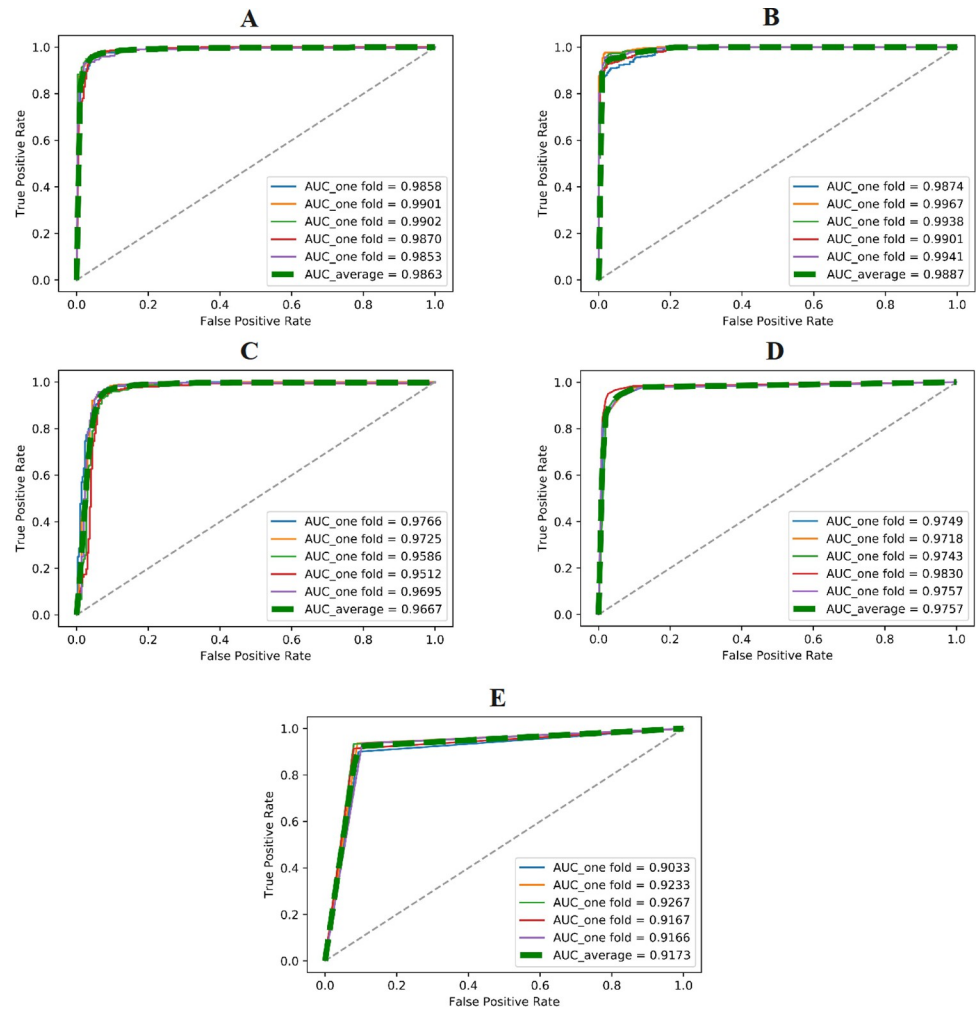 A
1.0
0.8
0.6
0.4
0.2
0.0
True Positive Rate
AUC_one fold = 0.9858
AUC_one fold = 0.9901
AUC_one fold = 0.9902
AUC_one fold = 0.9870
AUC_one fold = 0.9853
AUC_average = 0.9863
0.0 0.2 0.4 0.6 0.8 1.0
False Positive Rate
B
1.0
0.8
0.6
0.4
0.2
0.0
True Positive Rate
AUC_one fold = 0.9874
AUC_one fold = 0.9967
AUC_one fold = 0.9938
AUC_one fold = 0.9901
AUC_one fold = 0.9941
AUC_average = 0.9887
0.0 0.2 0.4 0.6 0.8 1.0
False Positive Rate
C
1.0
0.8
0.6
0.4
0.2
0.0
True Positive Rate
AUC_one fold = 0.9766
AUC_one fold = 0.9725
AUC_one fold = 0.9586
AUC_one fold = 0.9512
AUC_one fold = 0.9695
AUC_average = 0.9667
0.0 0.2 0.4 0.6 0.8 1.0
False Positive Rate
D
1.0
0.8
0.6
0.4
0.2
0.0
True Positive Rate
AUC_one fold = 0.9749
AUC_one fold = 0.9718
AUC_one fold = 0.9743
AUC_one fold = 0.9830
AUC_one fold = 0.9757
AUC_average = 0.9757
0.0 0.2 0.4 0.6 0.8 1.0
False Positive Rate
E
1.0
0.8
0.6
0.4
0.2
0.0
True Positive Rate
AUC_one fold = 0.9033
AUC_one fold = 0.9233
AUC_one fold = 0.9267
AUC_one fold = 0.9167
AUC_one fold = 0.9166
AUC_average = 0.9173
0.0 0.2 0.4 0.6 0.8 1.0
False Positive Rate